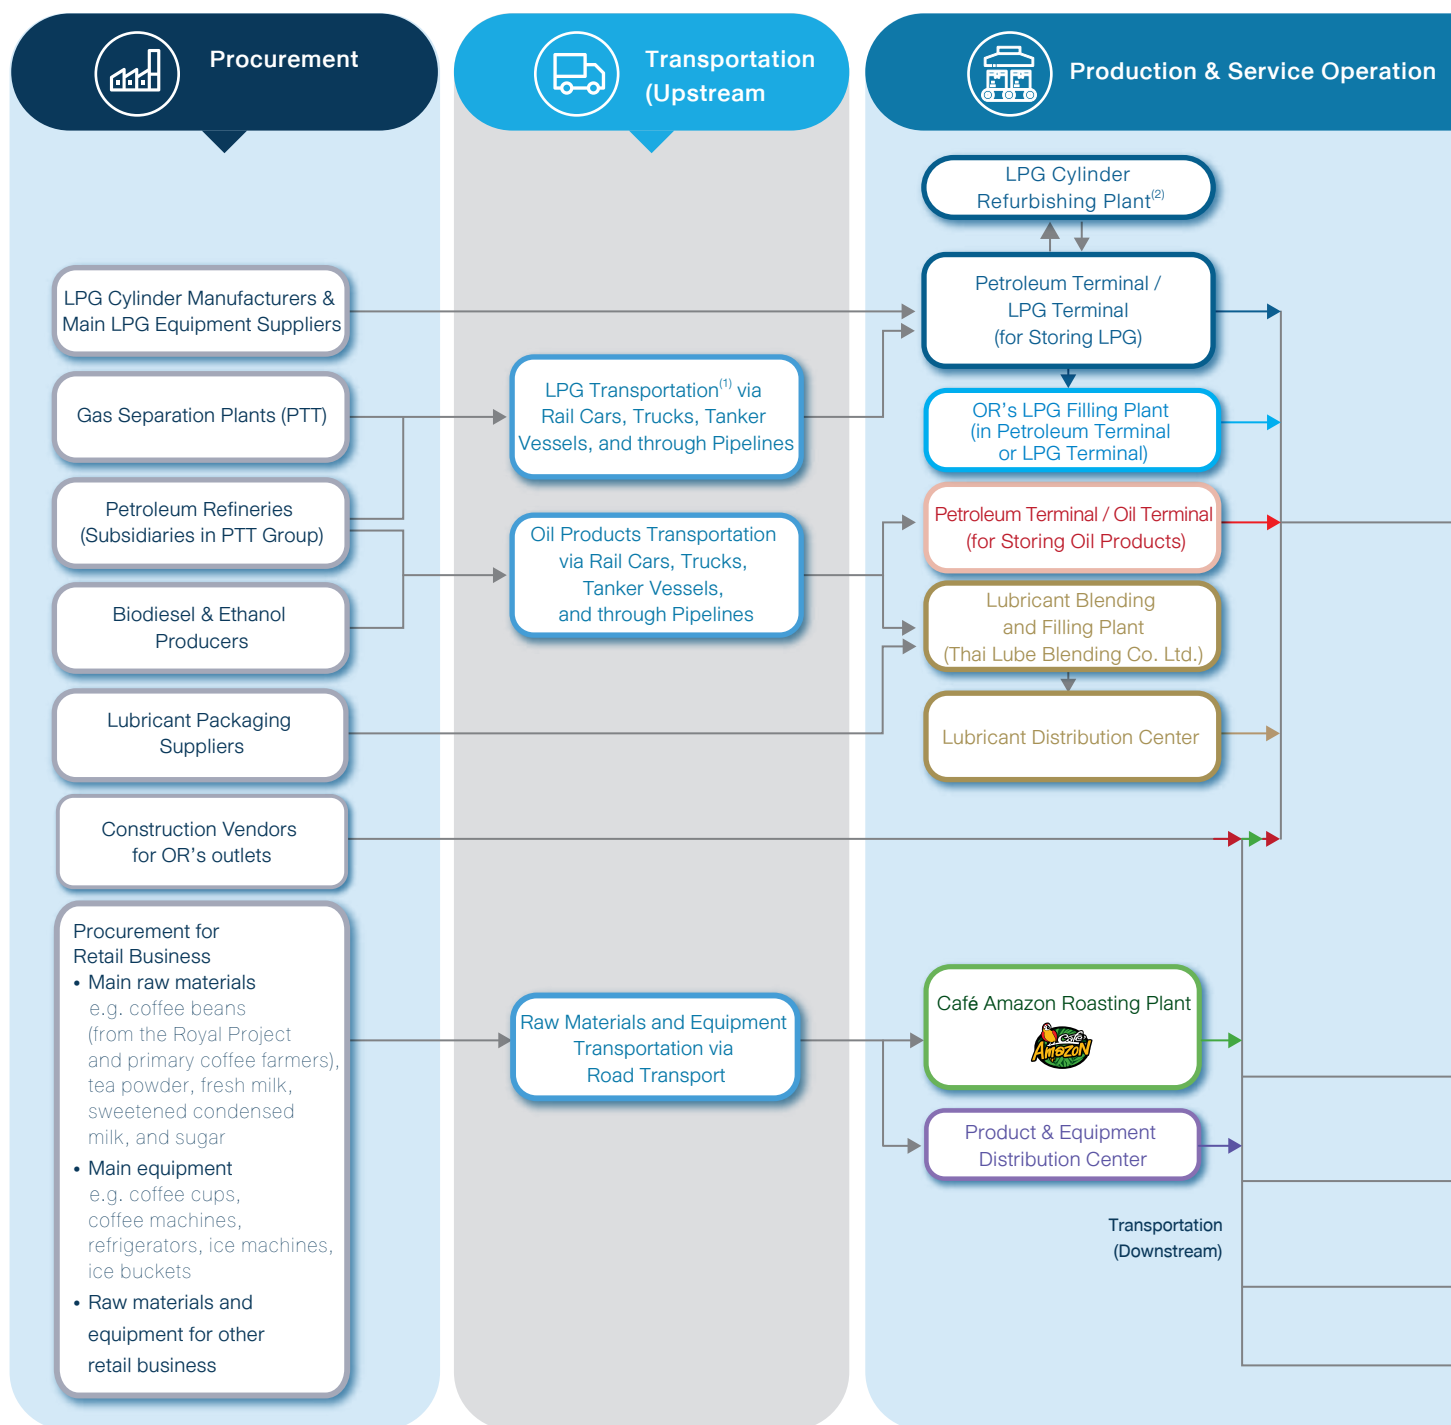 Procurement
Transportation
(Upstream
Production & Service Operation
LPG Cylinder Manufacturers &
Main LPG Equipment Suppliers
Gas Separation Plants (PTT)
Petroleum Refineries
(Subsidiaries in PTT Group)
Biodiesel & Ethanol
Producers
Lubricant Packaging
Suppliers
Construction Vendors
for OR's outlets
Procurement for
Retail Business
• Main raw materials
e.g. coffee beans
(from the Royal Project
and primary coffee farmers),
tea powder, fresh milk,
sweetened condensed
milk, and sugar
• Main equipment
e.g. coffee cups,
coffee machines,
refrigerators, ice machines,
ice buckets
• Raw materials and
equipment for other
retail business
LPG Transportation(1) via
Rail Cars, Trucks, Tanker
Vessels, and through Pipelines
Oil Products Transportation
via Rail Cars, Trucks,
Tanker Vessels,
and through Pipelines
Raw Materials and Equipment
Transportation via
Road Transport
LPG Cylinder
Refurbishing Plant(2)
Petroleum Terminal /
LPG Terminal
(for Storing LPG)
OR's LPG Filling Plant
(in Petroleum Terminal
or LPG Terminal)
Petroleum Terminal / Oil Terminal
(for Storing Oil Products)
Lubricant Blending
and Filling Plant
(Thai Lube Blending Co. Ltd.)
Lubricant Distribution Center
Café Amazon Roasting Plant
Café
Amazon
Product & Equipment
Distribution Center
Transportation
(Downstream)